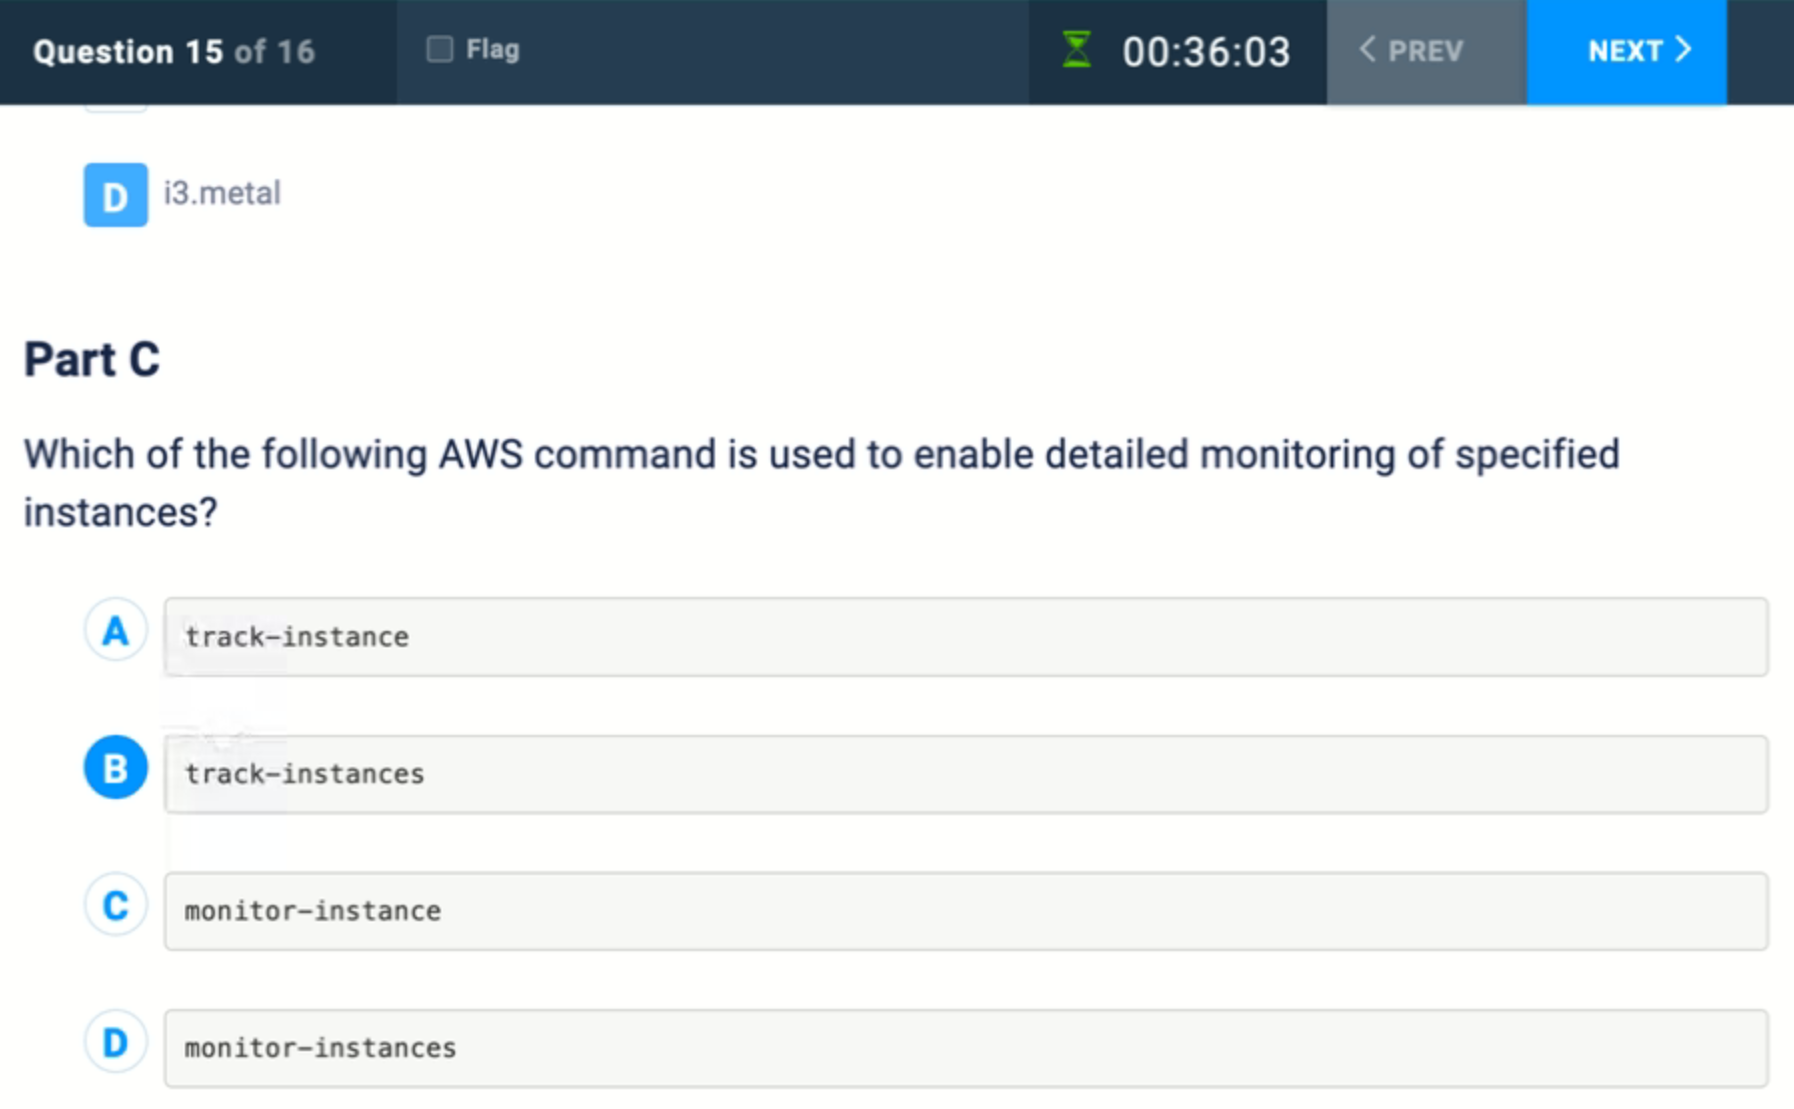 Question 15 of 16
Flag
00:36:03
PREV
NEXT
D i3.metal
Part C
Which of the following AWS command is used to enable detailed monitoring of specified
instances?
A track-instance
B track-instances
C monitor-instance
D monitor-instances